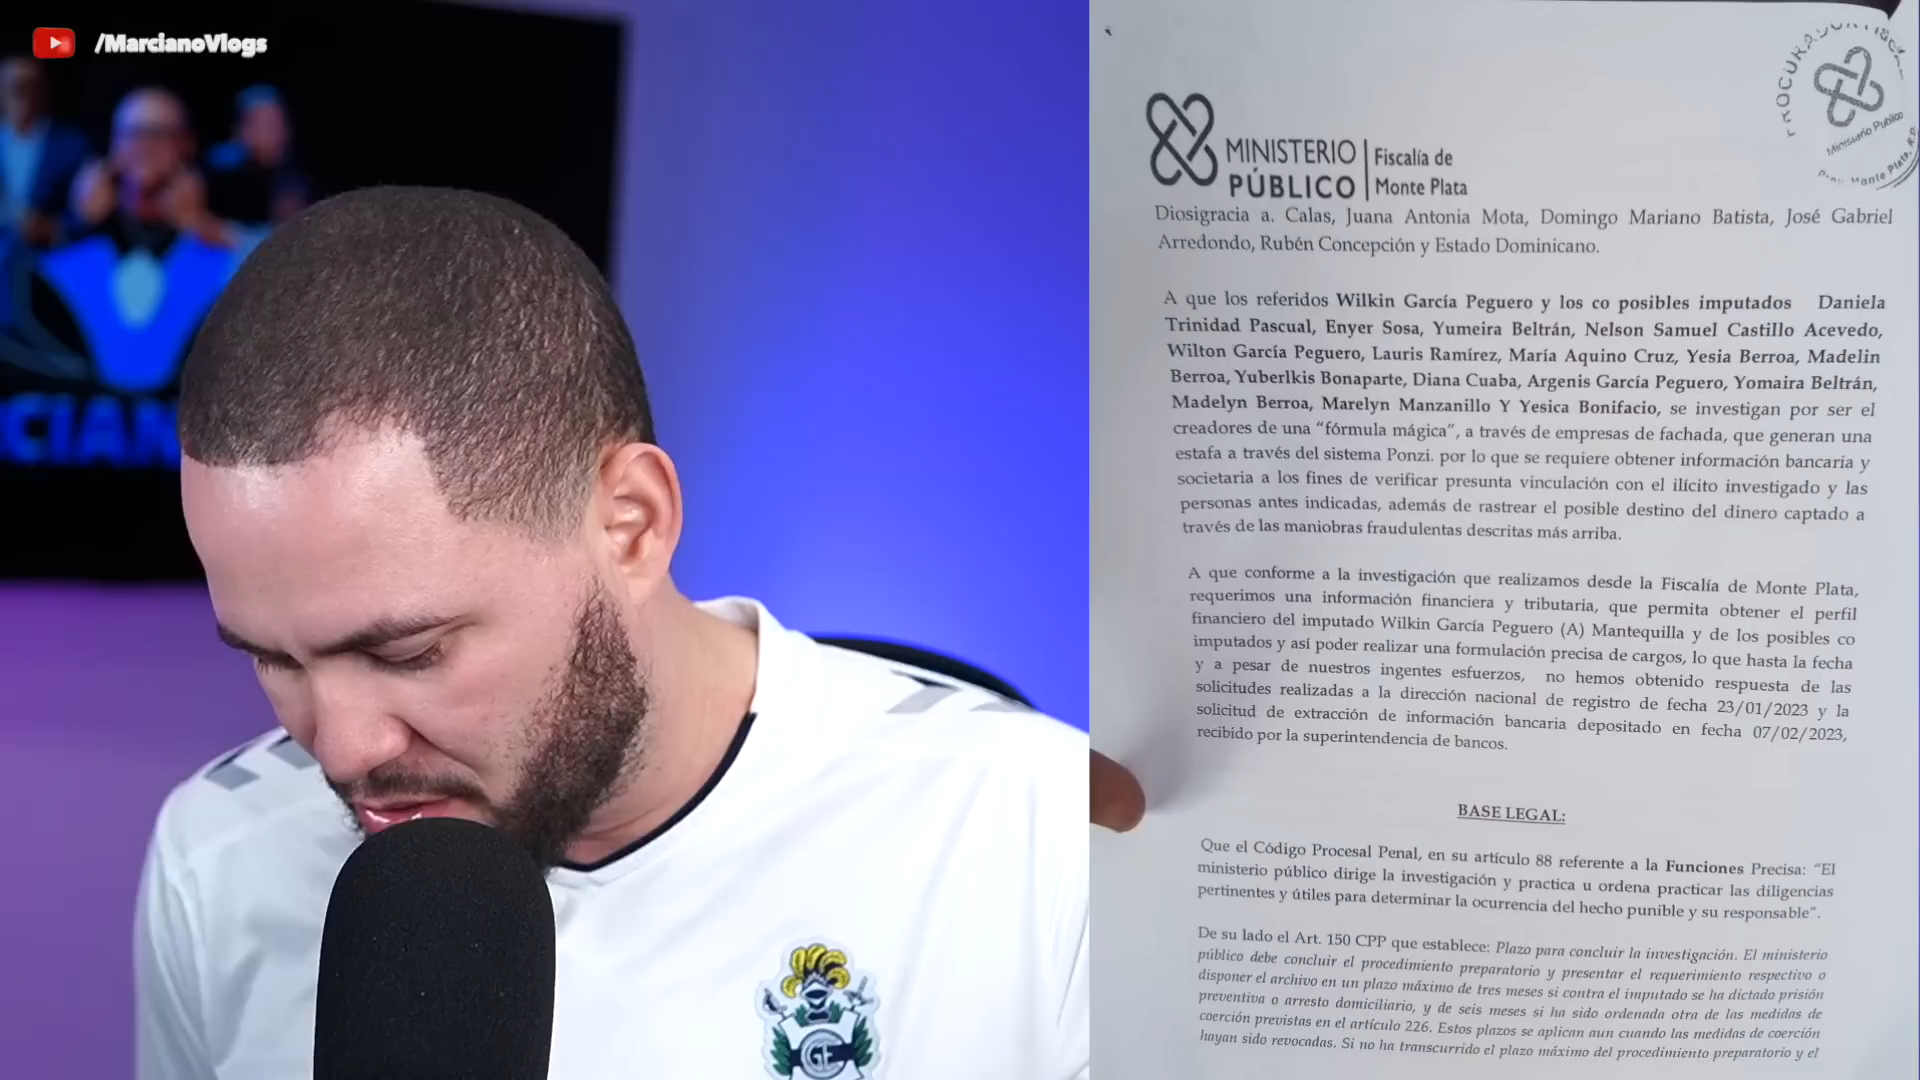 /MarcianoVlogs
MINISTERIO
PÚBLICO
Fiscalía de
Monte Plata
Ministerio Público
Monte Plata, R.D.
Diosigracia a. Calas, Juana Antonia Mota, Domingo Mariano Batista, José Gabriel
Arredondo, Rubén Concepción y Estado Dominicano.
A que los referidos Wilkin García Peguero y los co posibles imputados Daniela
Trinidad Pascual, Enyer Sosa, Yumeira Beltrán, Nelson Samuel Castillo Acevedo,
Wilton García Peguero, Lauris Ramírez, María Aquino Cruz, Yesia Berroa, Madelin
Berroa, Yuberlkis Bonaparte, Diana Cuaba, Argenis García Peguero, Yomaira Beltrán,
Madelyn Berroa, Marelyn Manzanillo Y Yesica Bonifacio, se investigan por ser el
creadores de una “fórmula mágica”, a través de empresas de fachada, que generan una
estafa a través del sistema Ponzi. por lo que se requiere obtener información bancaria y
societaria a los fines de verificar presunta vinculación con el ilícito investigado y las
personas antes indicadas, además de rastrear el posible destino del dinero captado a
través de las maniobras fraudulentas descritas más arriba.
A que conforme a la investigación que realizamos desde la Fiscalía de Monte Plata,
requerimos una información financiera y tributaria, que permita obtener el perfil
financiero del imputado Wilkin García Peguero (A) Mantequilla y de los posibles co
imputados y así poder realizar una formulación precisa de cargos, lo que hasta la fecha
y a pesar de nuestros ingentes esfuerzos, no hemos obtenido respuesta de las
solicitudes realizadas a la dirección nacional de registro de fecha 23/01/2023 y la
solicitud de extracción de información bancaria depositado en fecha 07/02/2023,
recibido por la superintendencia de bancos.
BASE LEGAL:
Que el Código Procesal Penal, en su artículo 88 referente a la Funciones Precisa: “El
ministerio público dirige la investigación y practica u ordena practicar las diligencias
pertinentes y útiles para determinar la ocurrencia del hecho punible y su responsable”.
De su lado el Art. 150 CPP que establece: Plazo para concluir la investigación. El ministerio
público debe concluir el procedimiento preparatorio y presentar el requerimiento respectivo o
disponer el archivo en un plazo máximo de tres meses si contra el imputado se ha dictado prisión
preventiva o arresto domiciliario, y de seis meses si ha sido ordenada otra de las medidas de
coerción previstas en el artículo 226. Estos plazos se aplican aun cuando las medidas de coerción
hayan sido revocadas. Si no ha transcurrido el plazo máximo del procedimiento preparatorio y el
GE